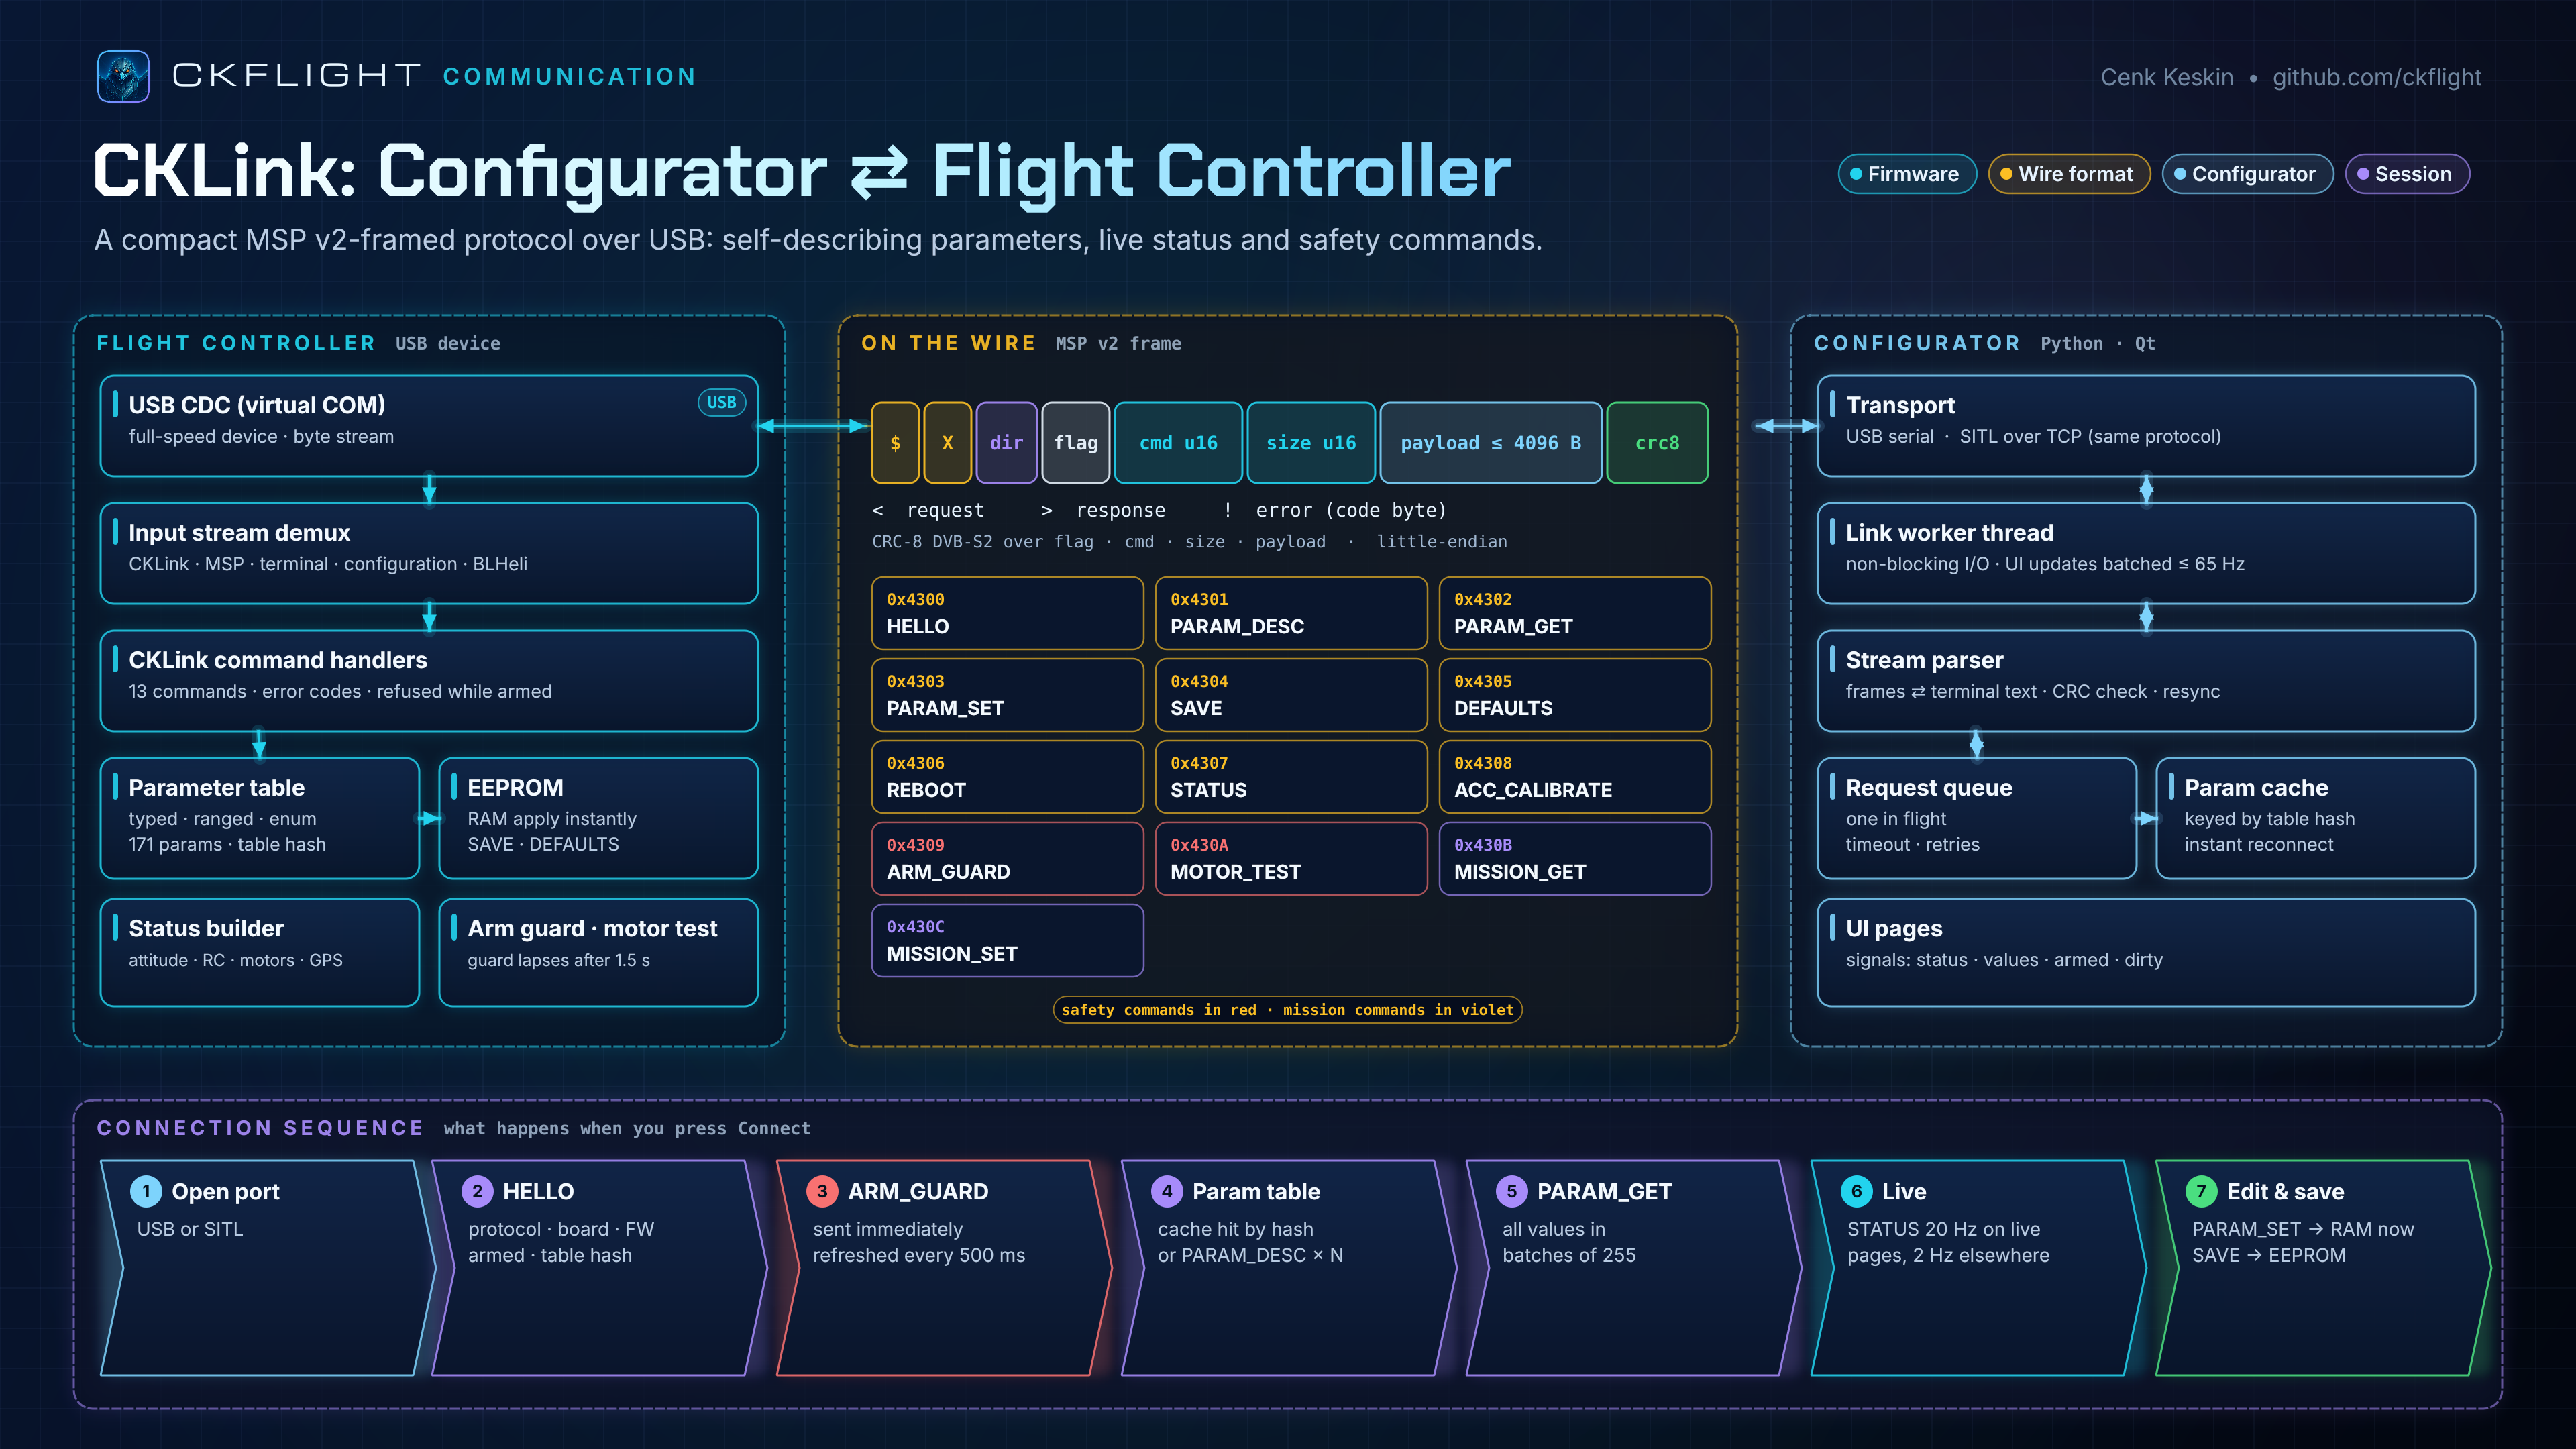 CKFLIGHT COMMUNICATION
Cenk Keskin • github.com/ckflight
CKLink: Configurator ⇄ Flight Controller
Firmware
Wire format
Configurator
Session
A compact MSP v2-framed protocol over USB: self-describing parameters, live status and safety commands.
FLIGHT CONTROLLER USB device
USB CDC (virtual COM)
USB
full-speed device · byte stream
Input stream demux
CKLink · MSP · terminal · configuration · BLHeli
CKLink command handlers
13 commands · error codes · refused while armed
Parameter table
typed · ranged · enum
171 params · table hash
EEPROM
RAM apply instantly
SAVE · DEFAULTS
Status builder
attitude · RC · motors · GPS
Arm guard · motor test
guard lapses after 1.5 s
ON THE WIRE MSP v2 frame
$ X dir flag cmd u16 size u16 payload ≤ 4096 B crc8
< request > response ! error (code byte)
CRC-8 DVB-S2 over flag · cmd · size · payload · little-endian
0x4300
HELLO
0x4301
PARAM_DESC
0x4302
PARAM_GET
0x4303
PARAM_SET
0x4304
SAVE
0x4305
DEFAULTS
0x4306
REBOOT
0x4307
STATUS
0x4308
ACC_CALIBRATE
0x4309
ARM_GUARD
0x430A
MOTOR_TEST
0x430B
MISSION_GET
0x430C
MISSION_SET
safety commands in red · mission commands in violet
CONFIGURATOR Python · Qt
Transport
USB serial · SITL over TCP (same protocol)
Link worker thread
non-blocking I/O · UI updates batched ≤ 65 Hz
Stream parser
frames ⇄ terminal text · CRC check · resync
Request queue
one in flight
timeout · retries
Param cache
keyed by table hash
instant reconnect
UI pages
signals: status · values · armed · dirty
CONNECTION SEQUENCE what happens when you press Connect
1 Open port
USB or SITL
2 HELLO
protocol · board · FW
armed · table hash
3 ARM_GUARD
sent immediately
refreshed every 500 ms
4 Param table
cache hit by hash
or PARAM_DESC × N
5 PARAM_GET
all values in
batches of 255
6 Live
STATUS 20 Hz on live
pages, 2 Hz elsewhere
7 Edit & save
PARAM_SET → RAM now
SAVE → EEPROM